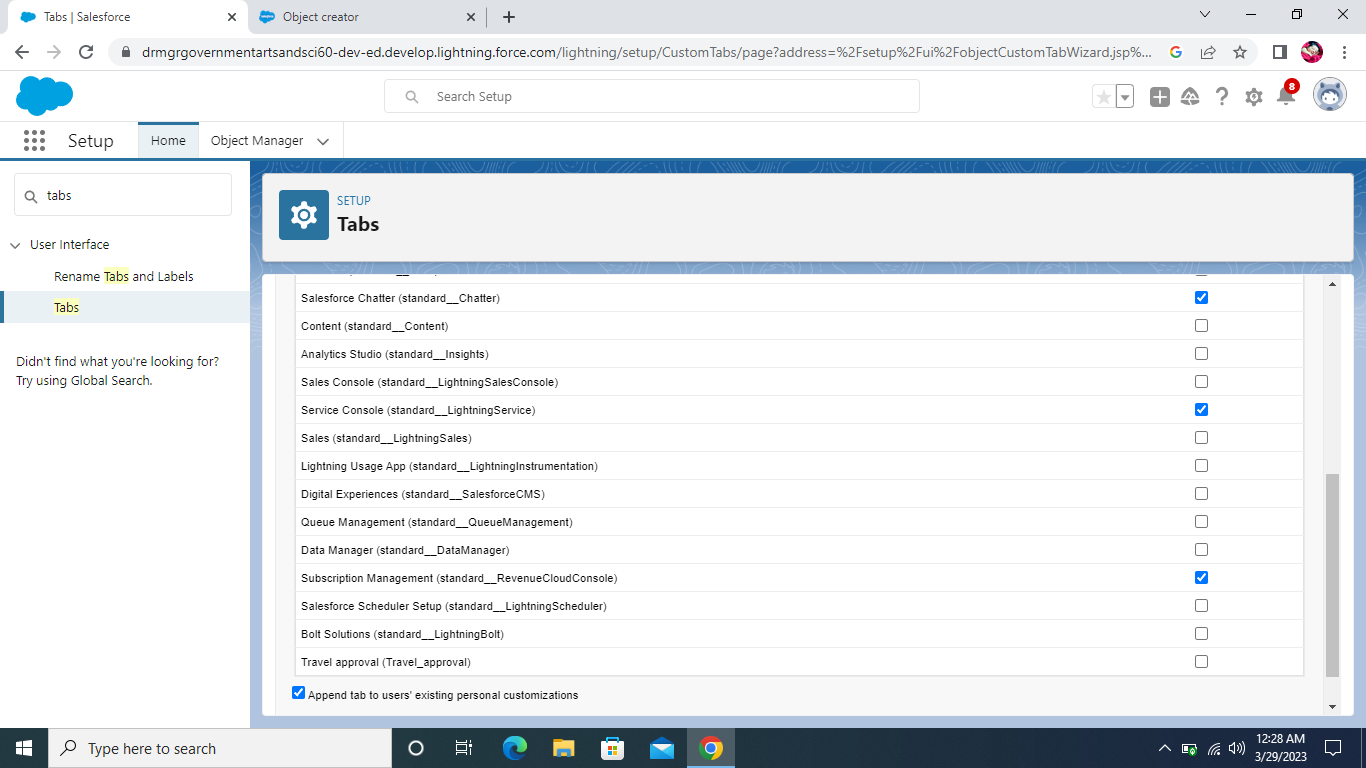 Tabs | Salesforce
Object creator
drmgrgovernmentartsandsci60-dev-ed.develop.lightning.force.com/lightning/setup/CustomTabs/page?address=%2Fsetup%2Fui%2FobjectCustomTabWizard.jsp%...
Search Setup
8
Setup
Home
Object Manager
tabs
User Interface
Rename Tabs and Labels
Tabs
Didn't find what you're looking for?
Try using Global Search.
SETUP
Tabs
Salesforce Chatter (standard__Chatter)
Content (standard__Content)
Analytics Studio (standard__Insights)
Sales Console (standard__LightningSalesConsole)
Service Console (standard__LightningService)
Sales (standard__LightningSales)
Lightning Usage App (standard__LightningInstrumentation)
Digital Experiences (standard__SalesforceCMS)
Queue Management (standard__QueueManagement)
Data Manager (standard__DataManager)
Subscription Management (standard__RevenueCloudConsole)
Salesforce Scheduler Setup (standard__LightningScheduler)
Bolt Solutions (standard__LightningBolt)
Travel approval (Travel_approval)
Append tab to users' existing personal customizations
Type here to search
12:28 AM
3/29/2023